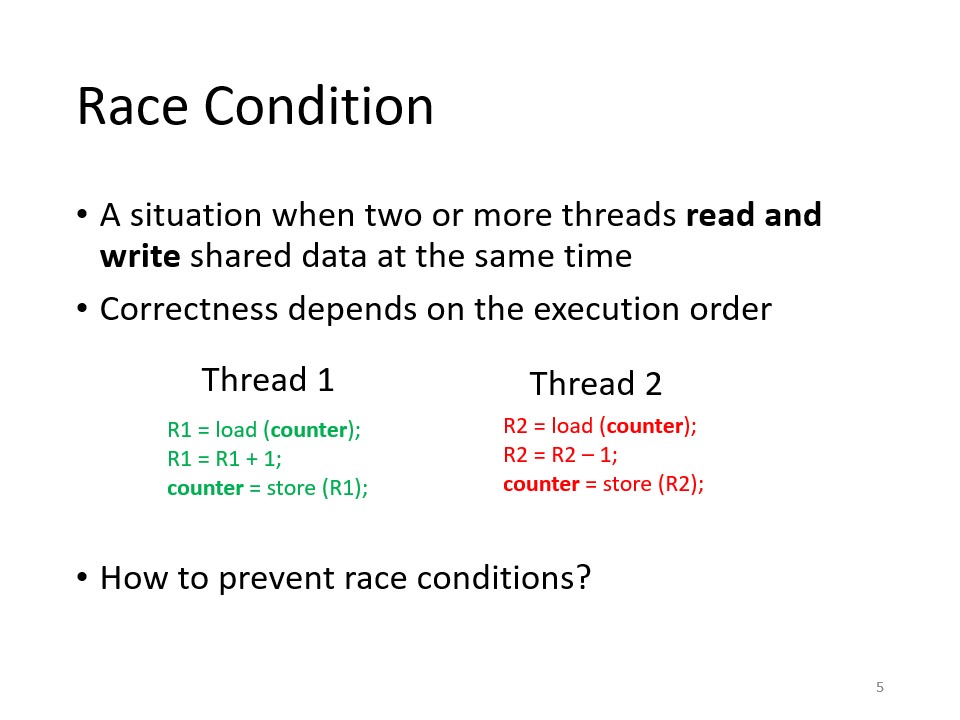 Race Condition
• A situation when two or more threads read and
write shared data at the same time
• Correctness depends on the execution order
Thread 1
R1 = load (counter);
R1 = R1 + 1;
counter = store (R1);
Thread 2
R2 = load (counter);
R2 = R2 – 1;
counter = store (R2);
• How to prevent race conditions?
5